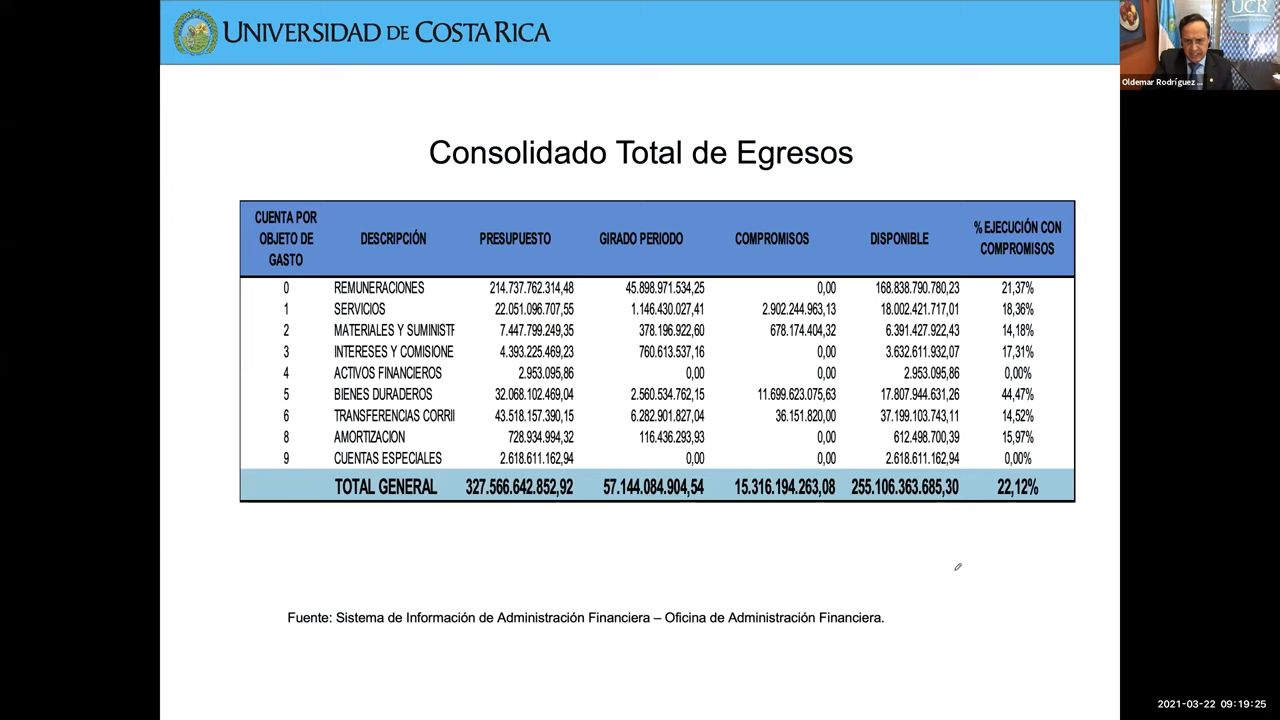 UNIVERSIDAD DE COSTA RICA
UCR
Oldemar Rodríguez ...
Consolidado Total de Egresos
CUENTA POR OBJETO DE GASTO DESCRIPCIÓN PRESUPUESTO GIRADO PERIODO COMPROMISOS DISPONIBLE % EJECUCIÓN CON COMPROMISOS
0 REMUNERACIONES 214.737.762.314,48 45.898.971.534,25 0,00 168.838.790.780,23 21,37%
1 SERVICIOS 22.051.096.707,55 1.146.430.027,41 2.902.244.963,13 18.002.421.717,01 18,36%
2 MATERIALES Y SUMINISTR 7.447.799.249,35 378.196.922,60 678.174.404,32 6.391.427.922,43 14,18%
3 INTERESES Y COMISIONE 4.393.225.469,23 760.613.537,16 0,00 3.632.611.932,07 17,31%
4 ACTIVOS FINANCIEROS 2.953.095,86 0,00 0,00 2.953.095,86 0,00%
5 BIENES DURADEROS 32.068.102.469,04 2.560.534.762,15 11.699.623.075,63 17.807.944.631,26 44,47%
6 TRANSFERENCIAS CORRI 43.518.157.390,15 6.282.901.827,04 36.151.820,00 37.199.103.743,11 14,52%
8 AMORTIZACION 728.934.994,32 116.436.293,93 0,00 612.498.700,39 15,97%
9 CUENTAS ESPECIALES 2.618.611.162,94 0,00 0,00 2.618.611.162,94 0,00%
TOTAL GENERAL 327.566.642.852,92 57.144.084.904,54 15.316.194.263,08 255.106.363.685,30 22,12%
Fuente: Sistema de Información de Administración Financiera – Oficina de Administración Financiera.
2021-03-22 09:19:25